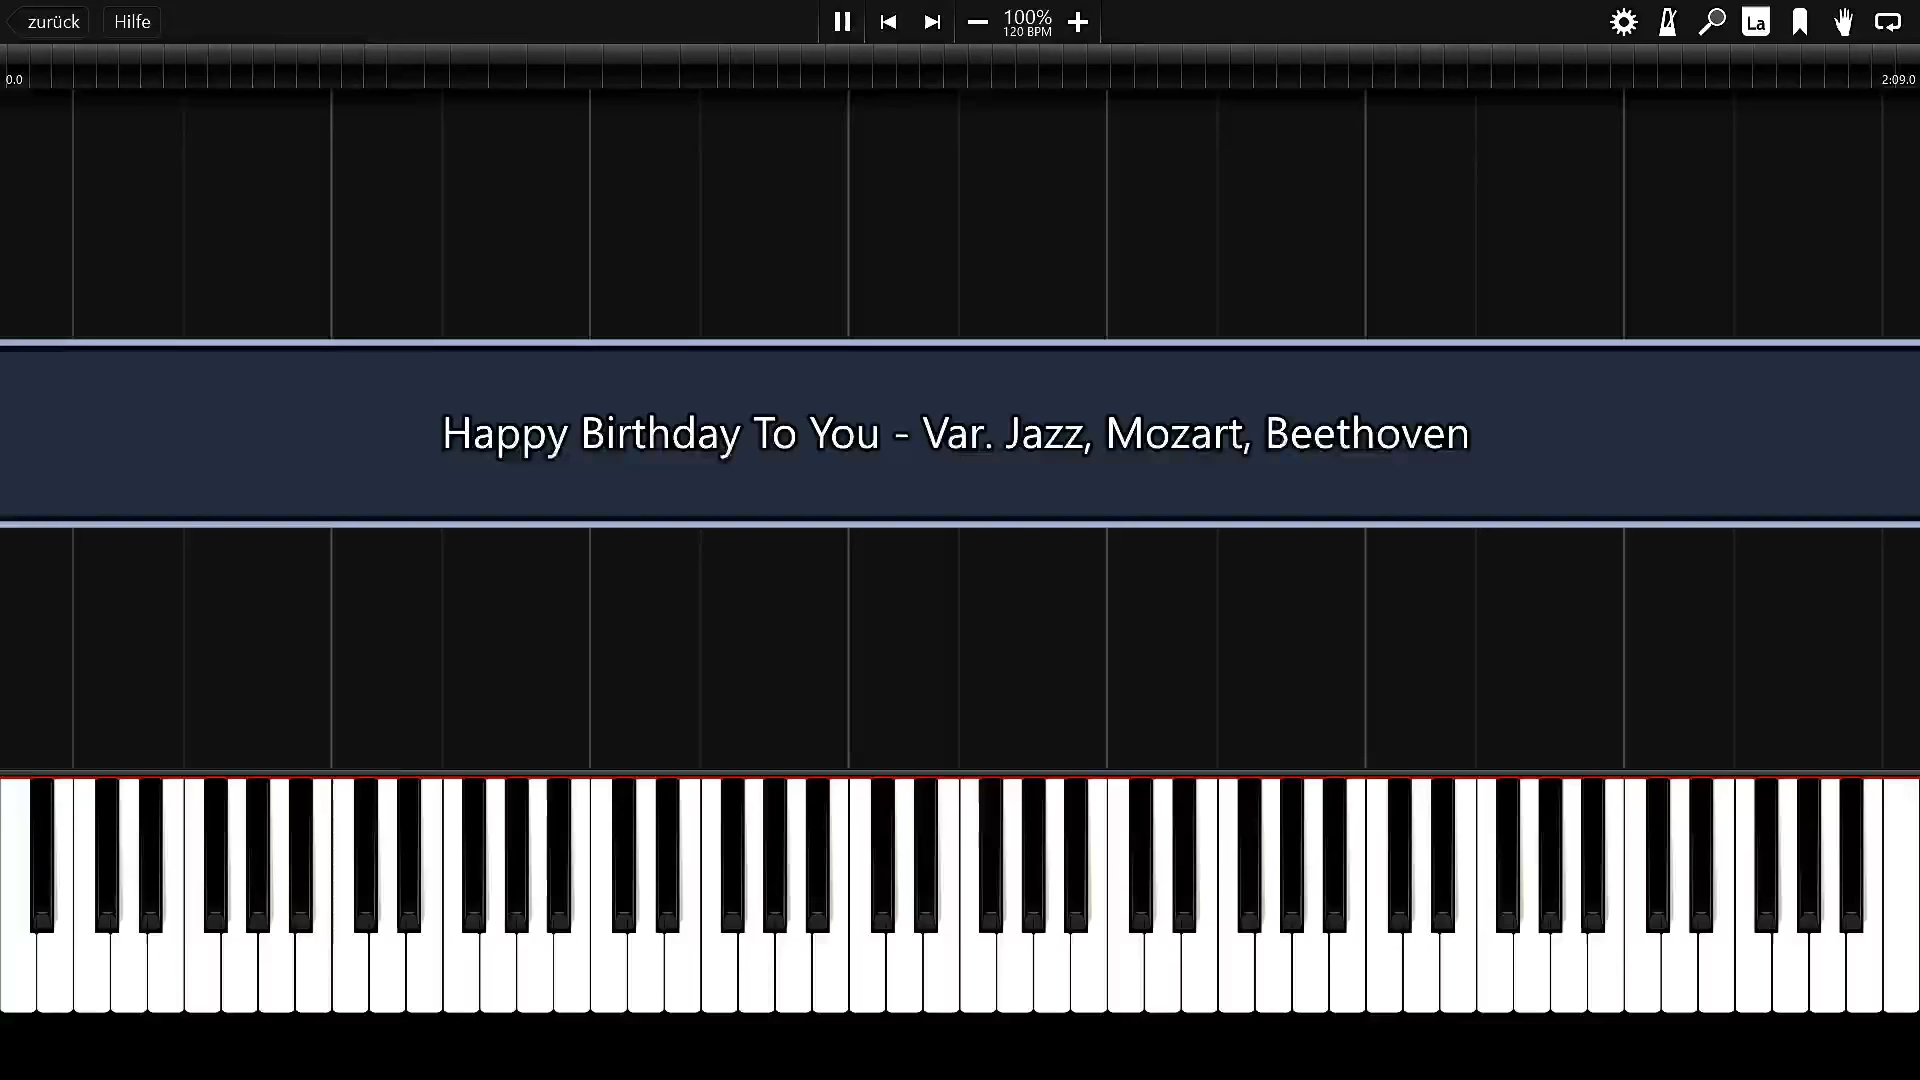 zurück Hilfe 100% La
120 BPM
0.0 2:09.0
Happy Birthday To You - Var. Jazz, Mozart, Beethoven